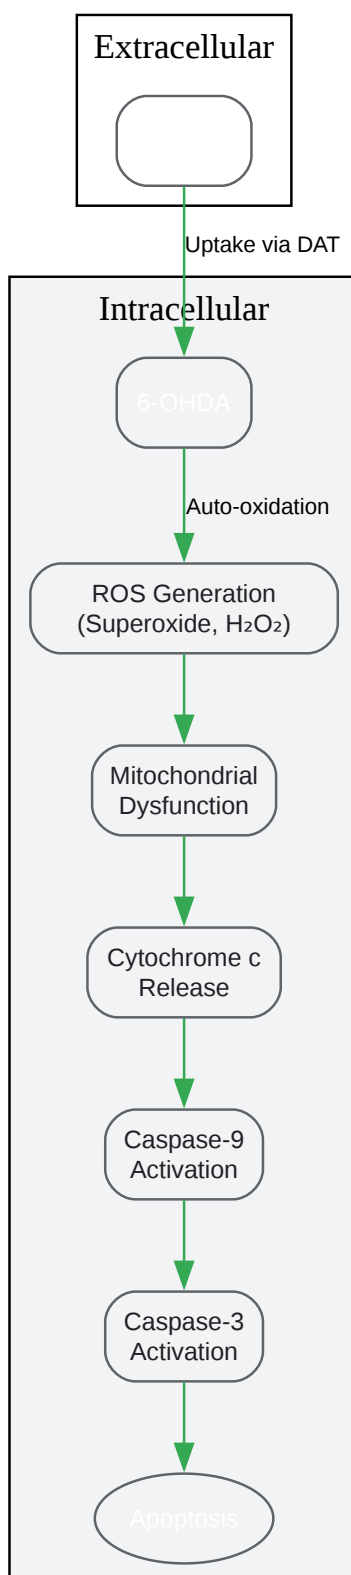 Extracellular
Uptake via DAT
Intracellular
6-OHDA
Auto-oxidation
ROS Generation
(Superoxide, H₂O₂)
Mitochondrial
Dysfunction
Cytochrome c
Release
Caspase-9
Activation
Caspase-3
Activation
Apoptosis